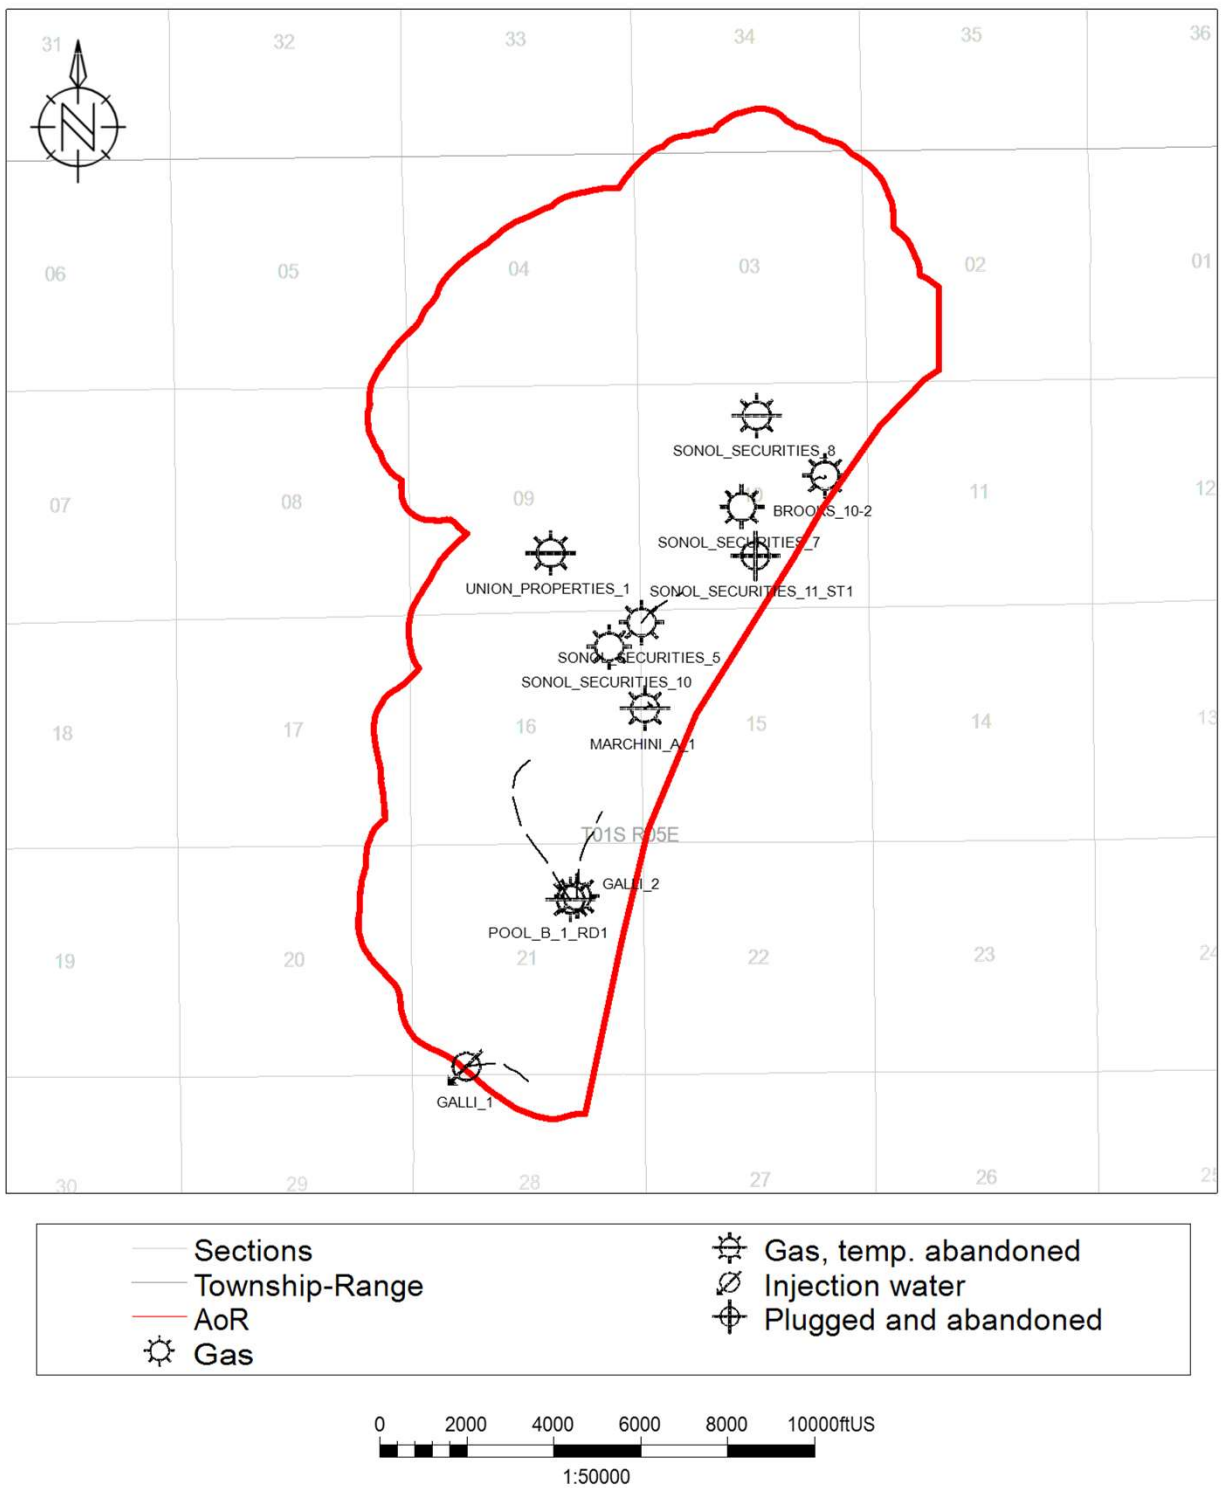 31 32 33 34 35 36
N
06 05 04 03 02 01
SONOL_SECURITIES_8
07 08 09 10 11 12
BROOKS_10-2
SONOL_SECURITIES_7
UNION_PROPERTIES_1
SONOL_SECURITIES_11_ST1
SONOL_SECURITIES_5
SONOL_SECURITIES_10
18 17 16 15 14 13
MARCHINI_A_1
T01S R05E
GALLI_2
POOL_B_1_RD1
19 20 21 22 23 24
GALLI_1
30 29 28 27 26 25
Sections
Township-Range
AoR
Gas
Gas, temp. abandoned
Injection water
Plugged and abandoned
0 2000 4000 6000 8000 10000ftUS
1:50000